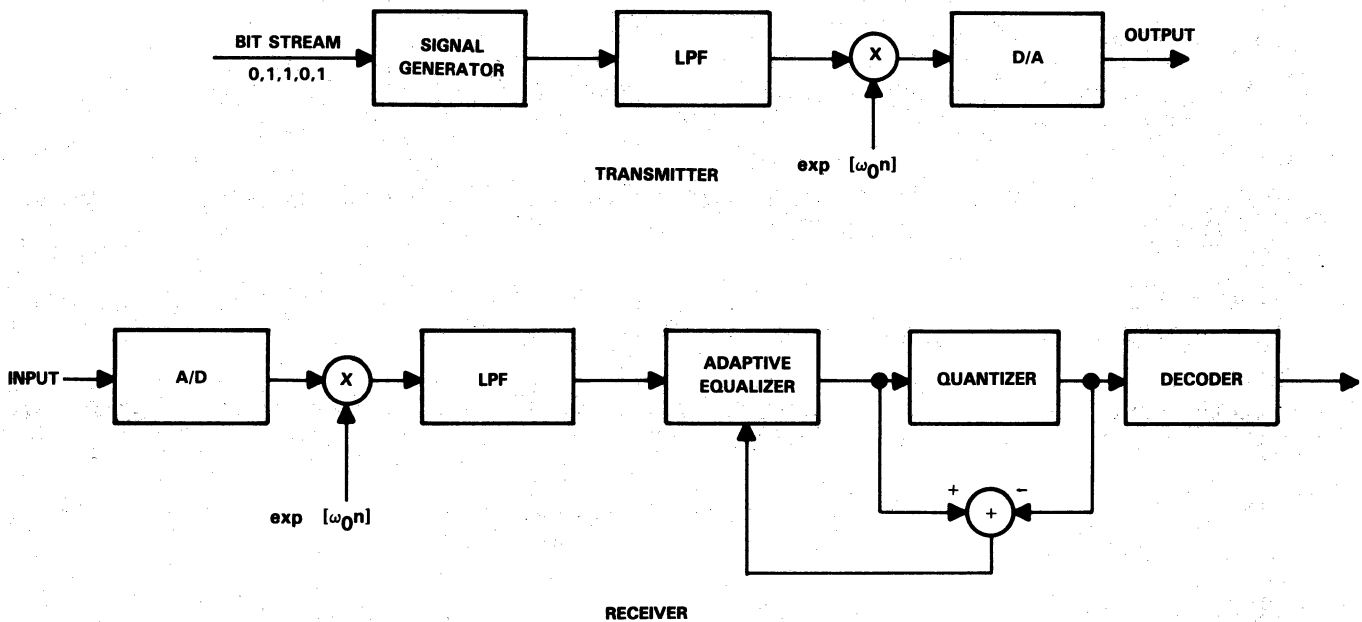 BIT STREAM
0,1,1,0,1
SIGNAL
GENERATOR
LPF
X
D/A
OUTPUT
exp [ω0n]
TRANSMITTER
INPUT
A/D
X
LPF
ADAPTIVE
EQUALIZER
QUANTIZER
DECODER
+
−
+
exp [ω0n]
RECEIVER